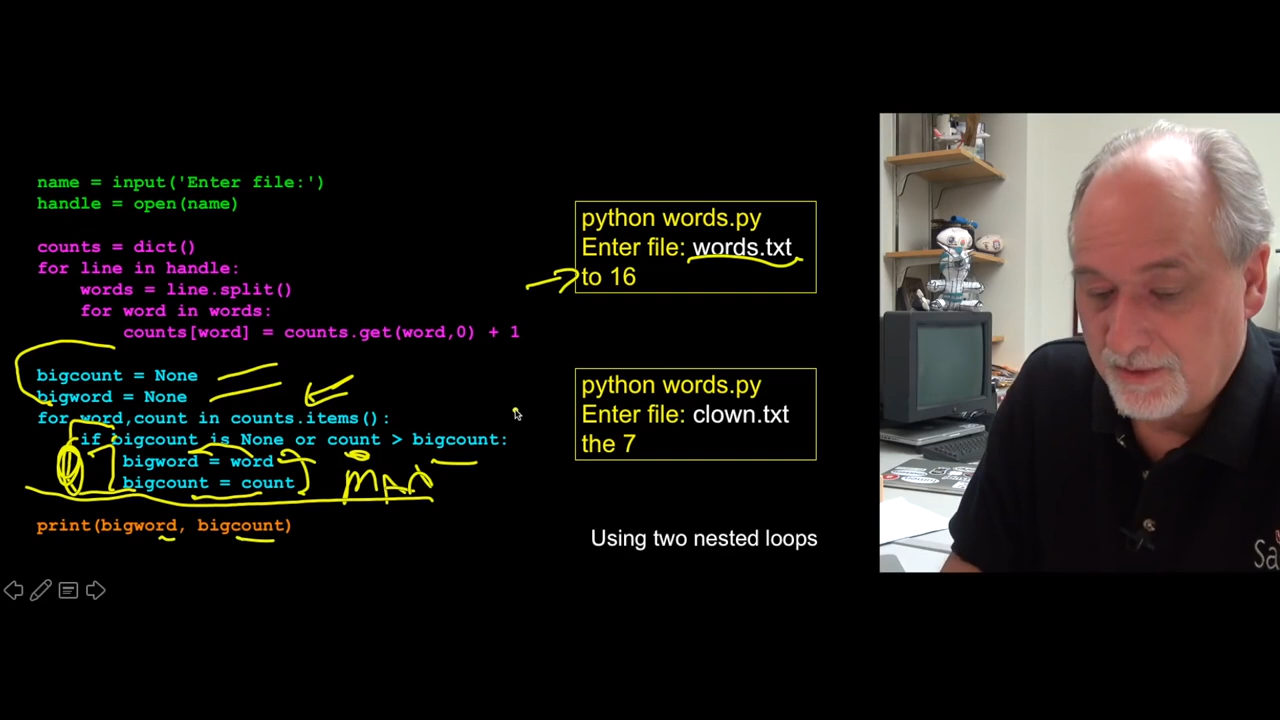 name = input('Enter file:')
handle = open(name)
counts = dict()
for line in handle:
words = line.split()
for word in words:
counts[word] = counts.get(word,0) + 1
bigcount = None
bigword = None
for word,count in counts.items():
if bigcount is None or count > bigcount:
bigword = word
bigcount = count
MAX
print(bigword, bigcount)
python words.py
Enter file: words.txt
to 16
python words.py
Enter file: clown.txt
the 7
Using two nested loops
Sa